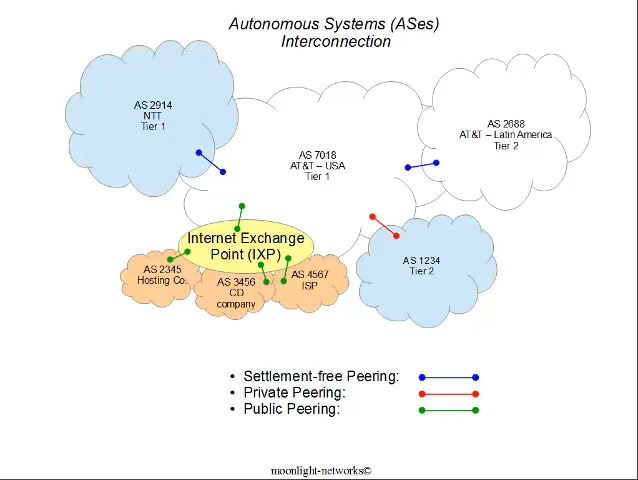 Autonomous Systems (ASes)
Interconnection
AS 2914
NTT
Tier 1
AS 7018
AT&T – USA
Tier 1
AS 2688
AT&T – Latin America
Tier 2
Internet Exchange
Point (IXP)
AS 2345
Hosting Co.
AS 3456
CD
company
AS 4567
ISP
AS 1234
Tier 2
• Settlement-free Peering:
• Private Peering:
• Public Peering:
moonlight-networks©